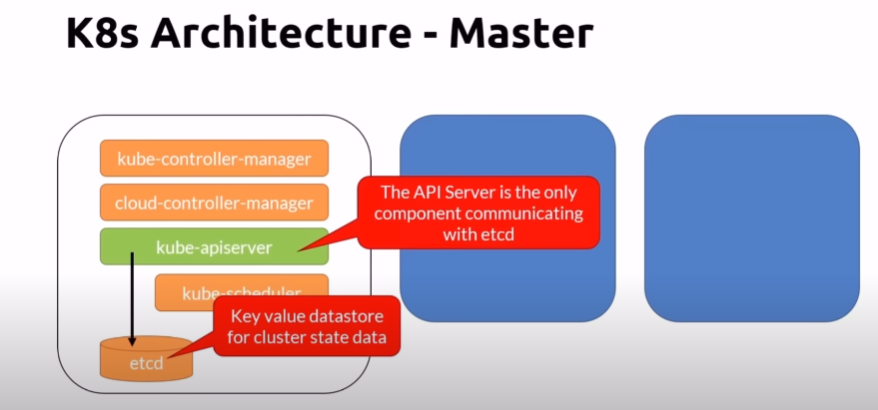 K8s Architecture - Master
kube-controller-manager
cloud-controller-manager
kube-apiserver
The API Server is the only
component communicating
with etcd
kube-scheduler
Key value datastore
for cluster state data
etcd